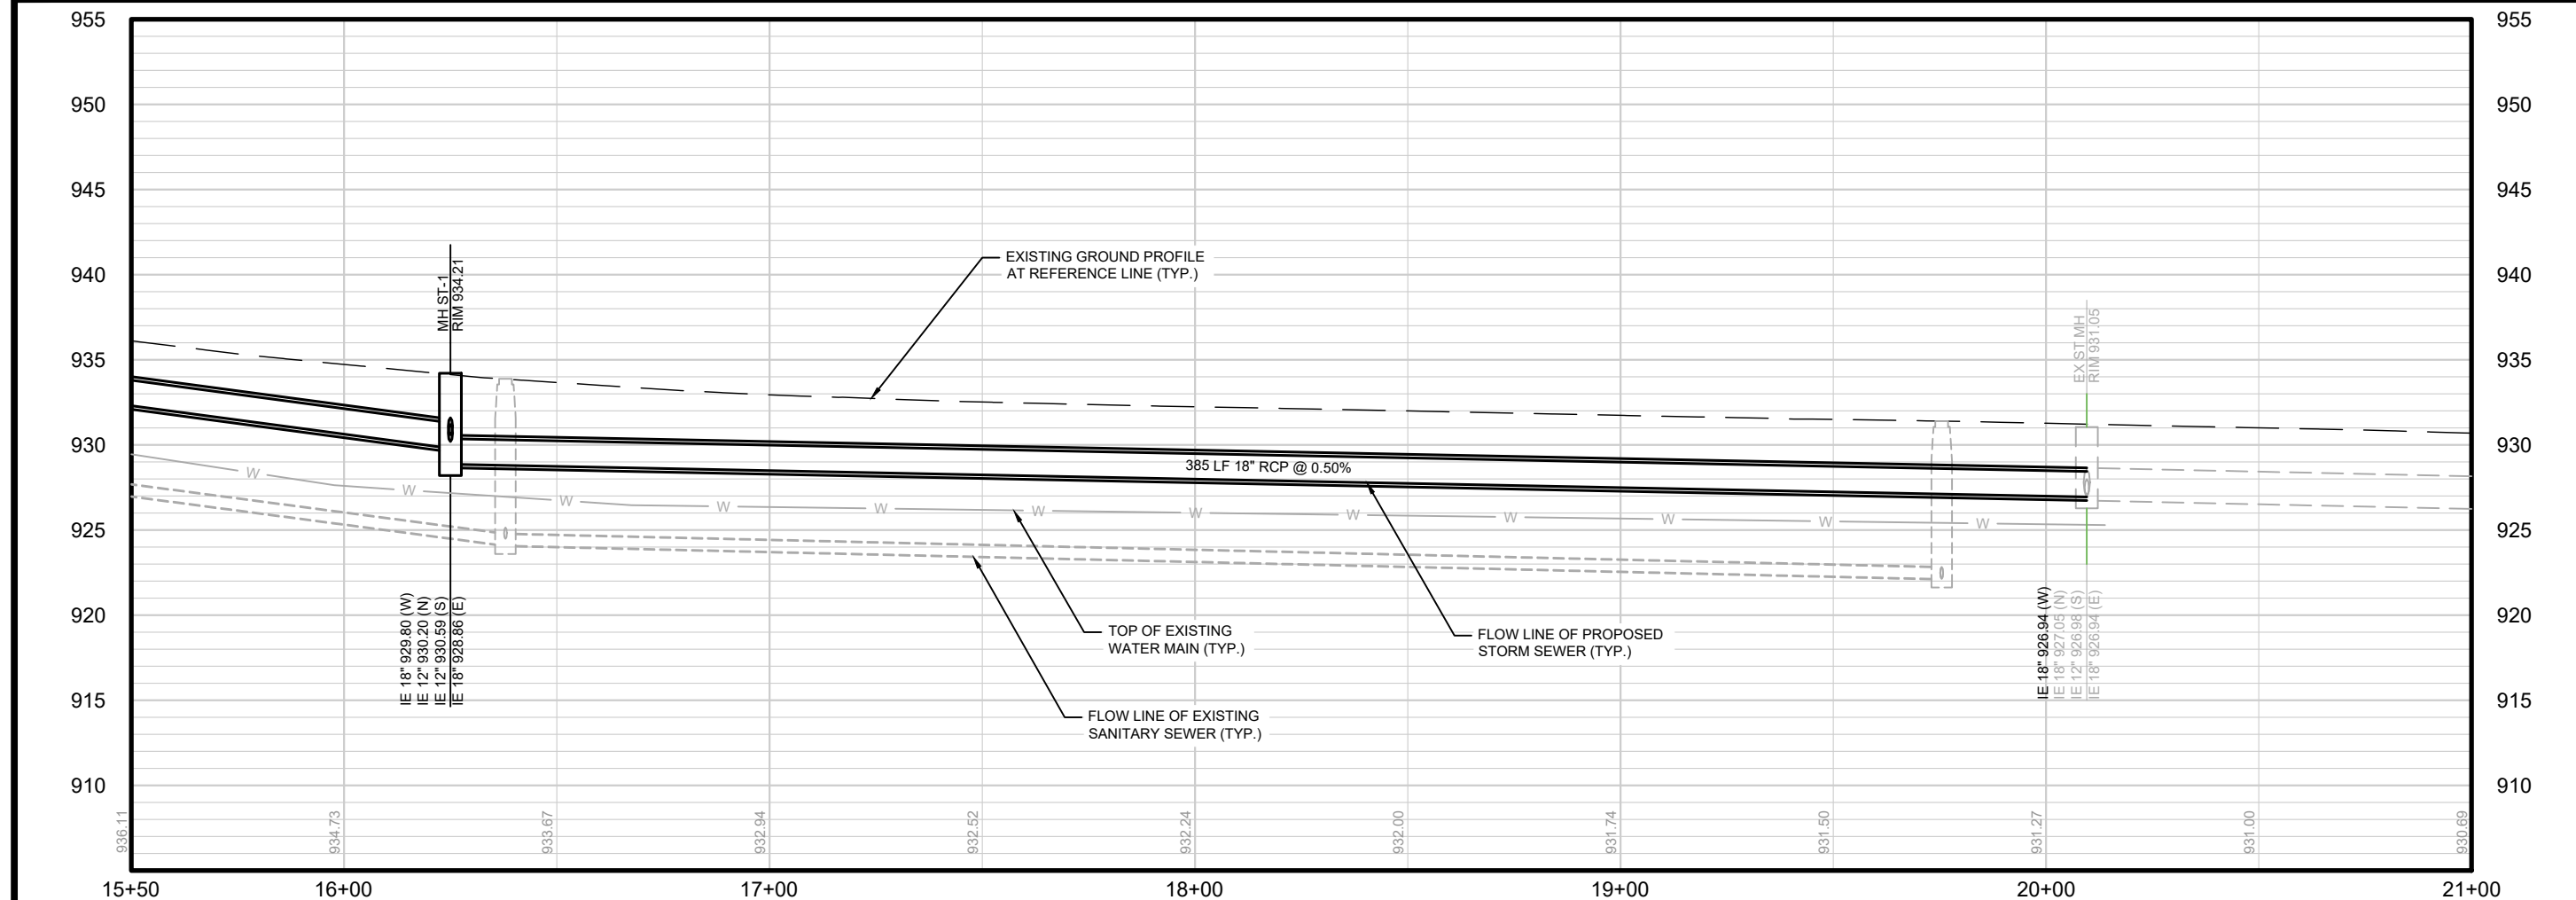 955
955
950
950
945
945
940
940
935
935
930
930
925
925
920
920
915
915
910
910
EXISTING GROUND PROFILE
AT REFERENCE LINE (TYP.)
MH ST-1
RIM 934.21
EX ST MH
RIM 931.05
385 LF 18" RCP @ 0.50%
W W W W W W W W W W W W
TOP OF EXISTING
WATER MAIN (TYP.)
FLOW LINE OF PROPOSED
STORM SEWER (TYP.)
FLOW LINE OF EXISTING
SANITARY SEWER (TYP.)
IE 18" 929.80 (W)
IE 12" 930.20 (N)
IE 12" 930.59 (S)
IE 18" 928.86 (E)
IE 18" 926.94 (W)
IE 18" 927.05 (N)
IE 12" 926.98 (S)
IE 18" 926.94 (E)
936.11
934.73
933.67
932.94
932.52
932.24
932.00
931.74
931.50
931.27
931.00
930.69
15+50
16+00
17+00
18+00
19+00
20+00
21+00